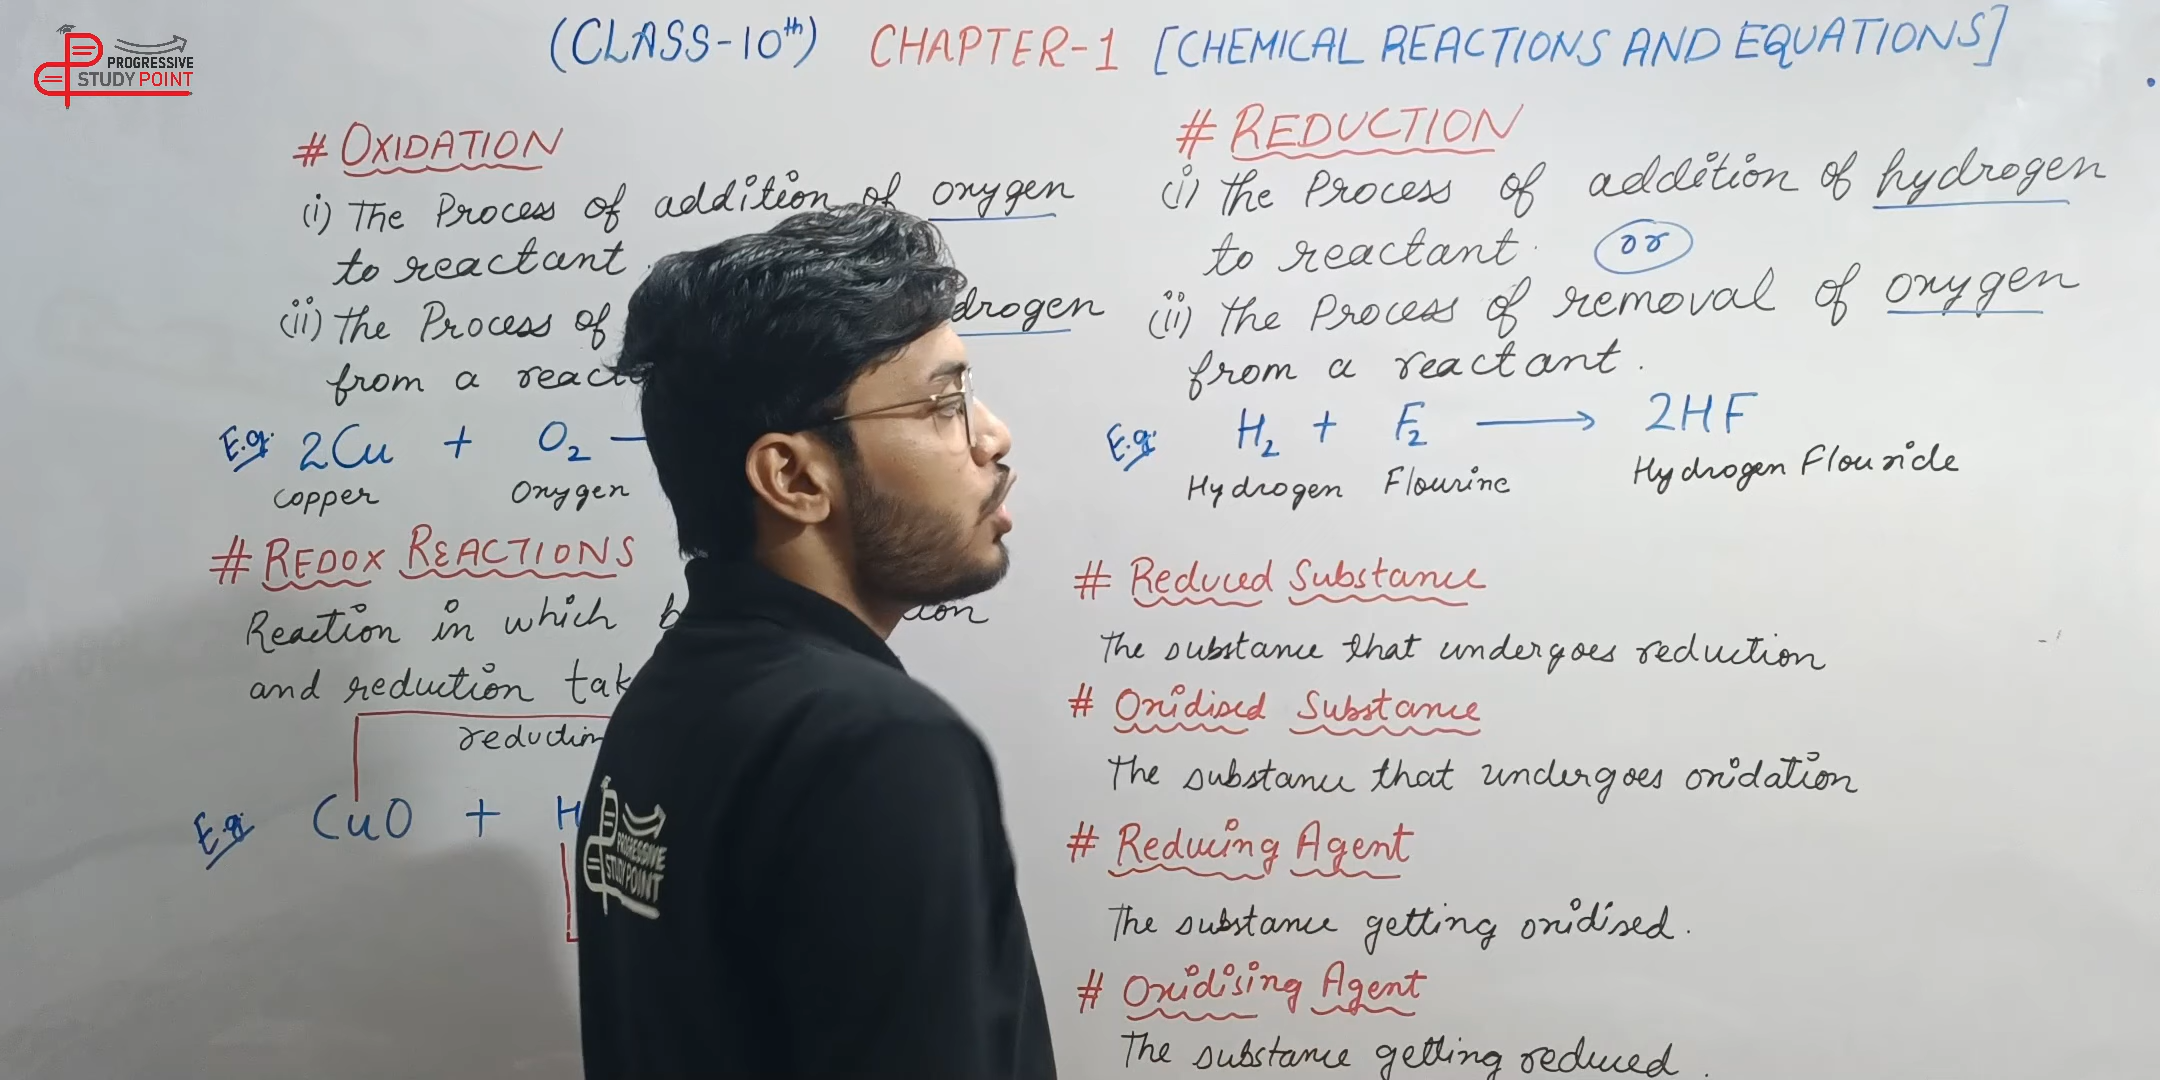 PROGRESSIVE
STUDY POINT
(CLASS-10th) CHAPTER-1 [CHEMICAL REACTIONS AND EQUATIONS]
# OXIDATION
(i) The Process of addition of oxygen
to reactant
(ii) the Process of
from a
E.g. 2Cu + O2
Copper Oxygen
# REDOX REACTIONS
Reaction in which
and reduction
reduction
E.g. CuO + H
PROGRESSIVE
STUDY POINT
# REDUCTION
(i) the Process of addition of hydrogen
to reactant. or
(ii) the Process of removal of oxygen
from a reactant.
E.g. H2 + F2 ⟶ 2HF
Hydrogen Flourine Hydrogen Flouride
# Reduced Substance
The substance that undergoes reduction
# Oxidised Substance
The substance that undergoes oxidation
# Reducing Agent
The substance getting oxidised.
# Oxidising Agent
The substance getting reduced.